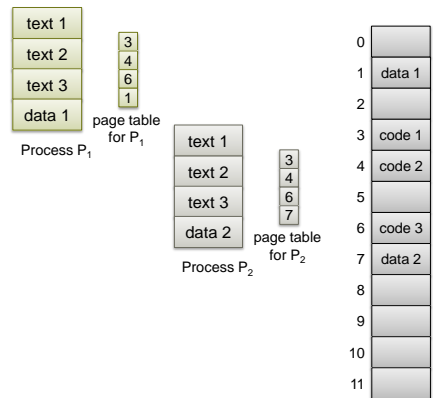 text 1
text 2
text 3
data 1
Process P1
3
4
6
1
page table
for P1
text 1
text 2
text 3
data 2
Process P2
3
4
6
7
page table
for P2
0
1 data 1
2
3 code 1
4 code 2
5
6 code 3
7 data 2
8
9
10
11